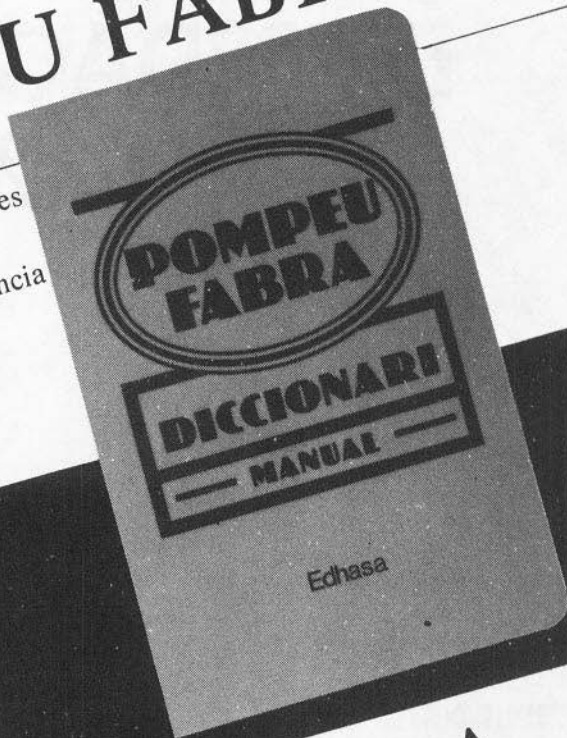 U FAB
es
ncia
POMPEU
FABRA
DICCIONARI
MANUAL
Edhasa